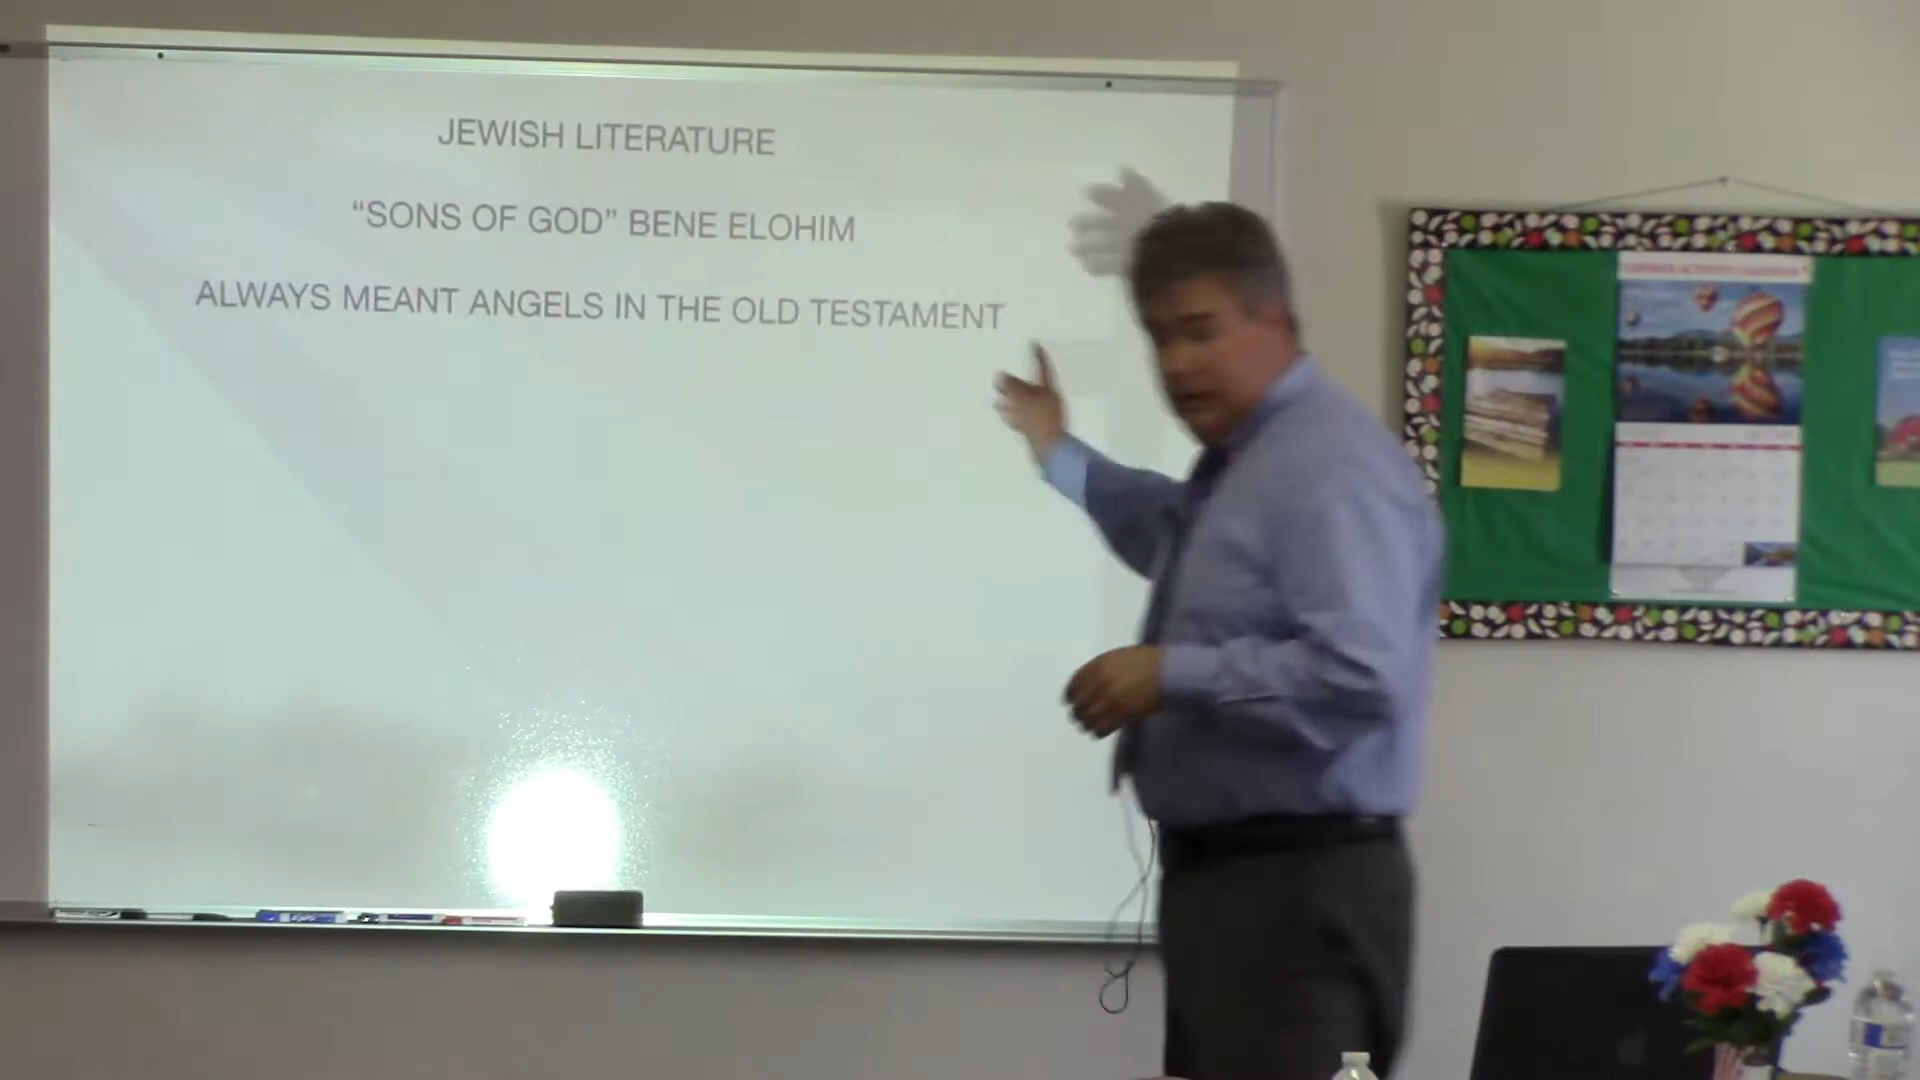 JEWISH LITERATURE
“SONS OF GOD” BENE ELOHIM
ALWAYS MEANT ANGELS IN THE OLD TESTAMENT